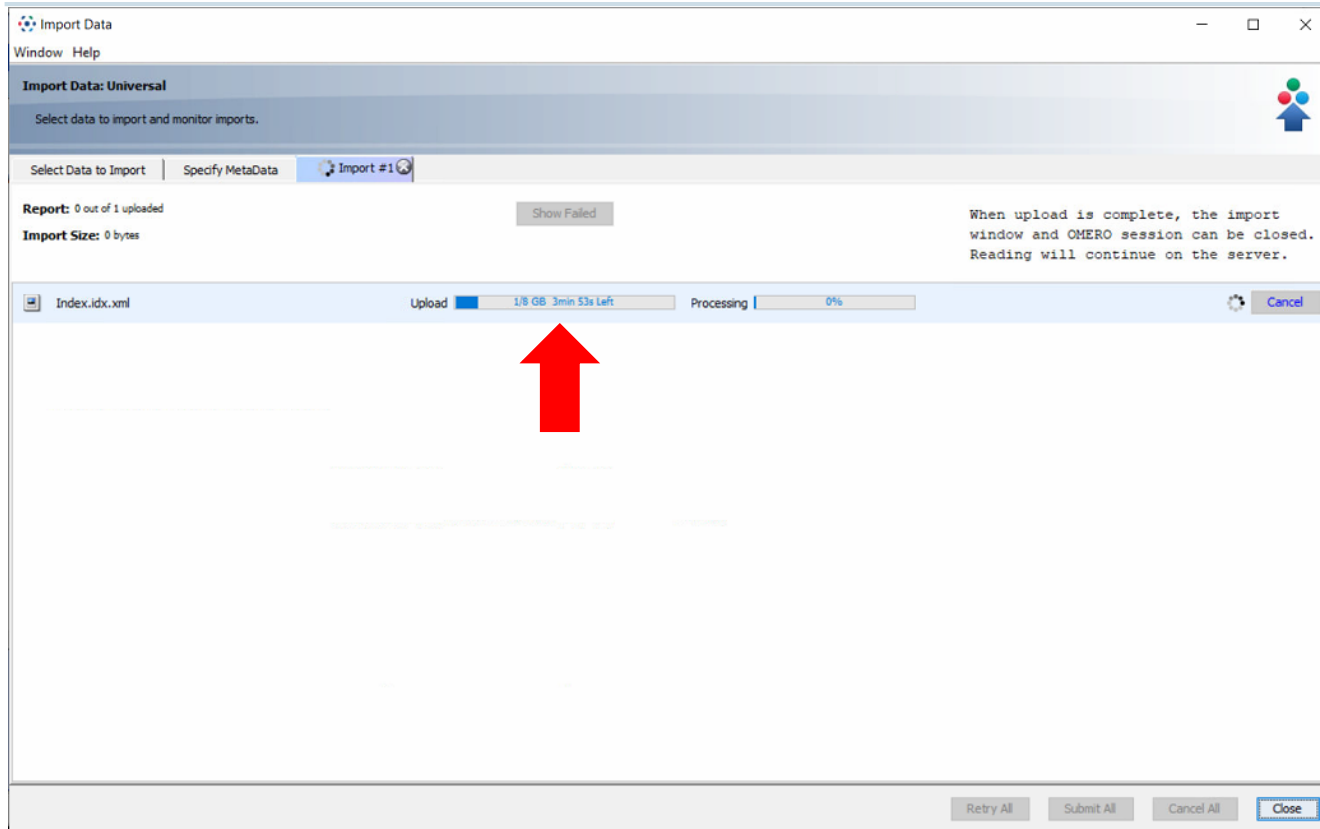 Import Data
Window Help
Import Data: Universal
Select data to import and monitor imports.
Select Data to Import Specify MetaData Import #1
Report: 0 out of 1 uploaded
Show Failed
Import Size: 0 bytes
When upload is complete, the import
window and OMERO session can be closed.
Reading will continue on the server.
Index.idx.xml Upload 1/8 GB 3min 53s Left Processing 0% Cancel
Retry All Submit All Cancel All Close